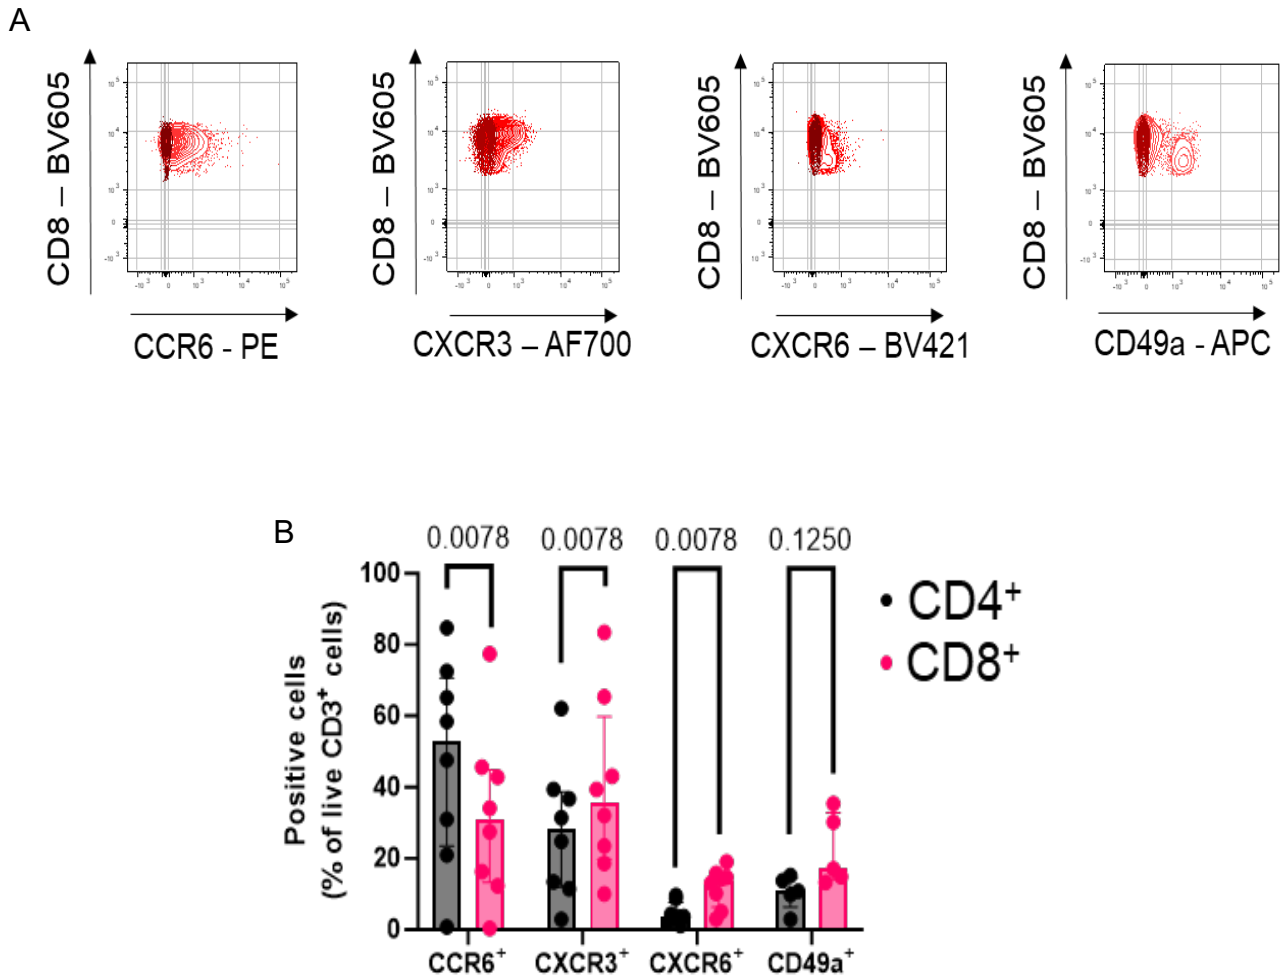 A
CD8 – BV605
CCR6 - PE
CD8 – BV605
CXCR3 – AF700
CD8 – BV605
CXCR6 – BV421
CD8 – BV605
CD49a - APC
B
0.0078 0.0078 0.0078 0.1250
Positive cells
(% of live CD3⁺ cells)
100
80
60
40
20
0
CCR6⁺ CXCR3⁺ CXCR6⁺ CD49a⁺
CD4⁺
CD8⁺